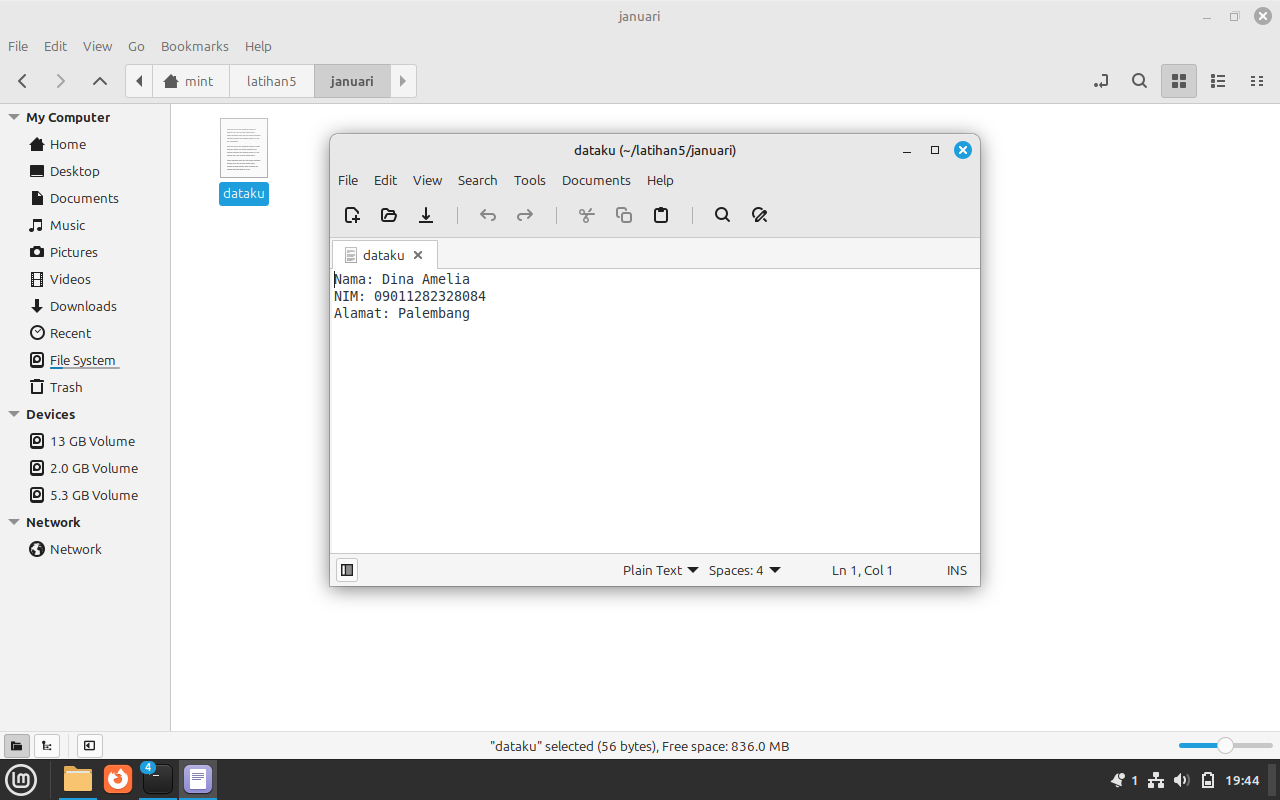 januari
File Edit View Go Bookmarks Help
mint latihan5 januari
My Computer
Home
Desktop
Documents
Music
Pictures
Videos
Downloads
Recent
File System
Trash
Devices
13 GB Volume
2.0 GB Volume
5.3 GB Volume
Network
Network
dataku
dataku (~/latihan5/januari)
File Edit View Search Tools Documents Help
dataku
Nama: Dina Amelia
NIM: 09011282328084
Alamat: Palembang
Plain Text Spaces: 4 Ln 1, Col 1 INS
"dataku" selected (56 bytes), Free space: 836.0 MB
4
1 19:44